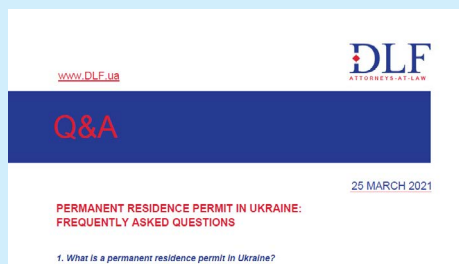 www.DLF.ua
DLF
ATTORNEYS-AT-LAW
Q&A
25 MARCH 2021
PERMANENT RESIDENCE PERMIT IN UKRAINE:
FREQUENTLY ASKED QUESTIONS
1. What is a permanent residence permit in Ukraine?